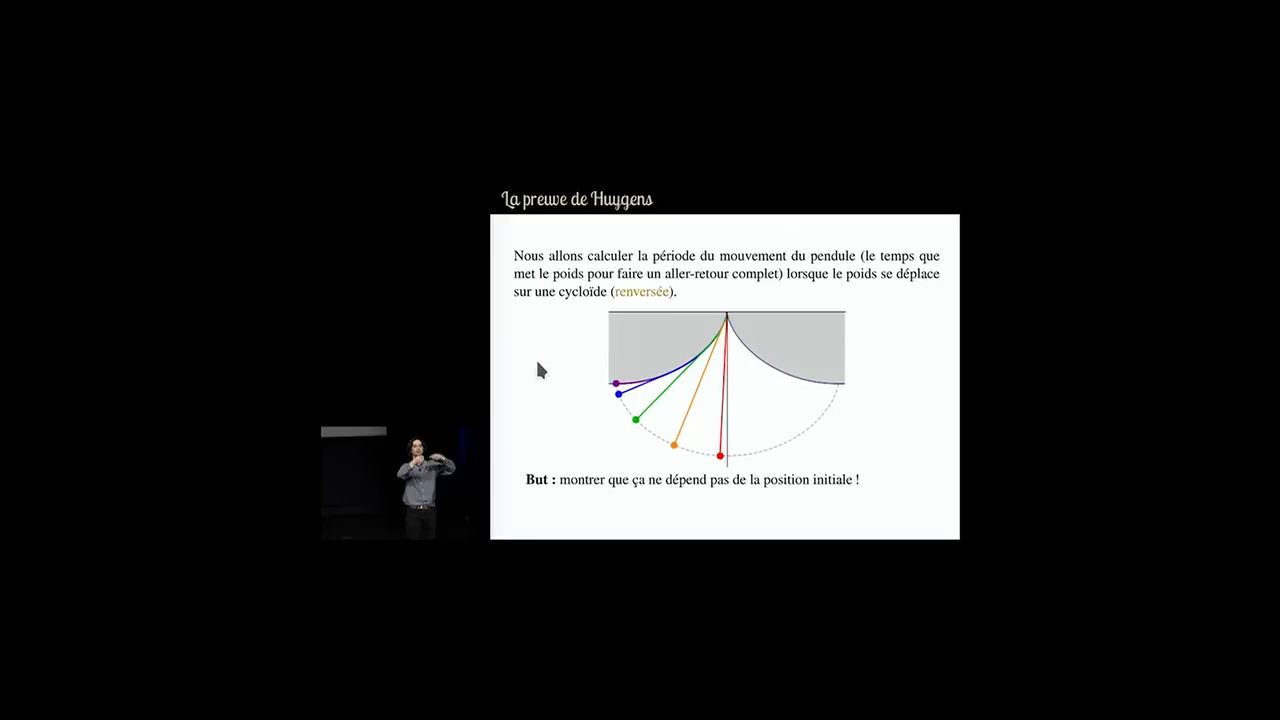 La preuve de Huygens
Nous allons calculer la période du mouvement du pendule (le temps que
met le poids pour faire un aller-retour complet) lorsque le poids se déplace
sur une cycloïde (renversée).
But : montrer que ça ne dépend pas de la position initiale !